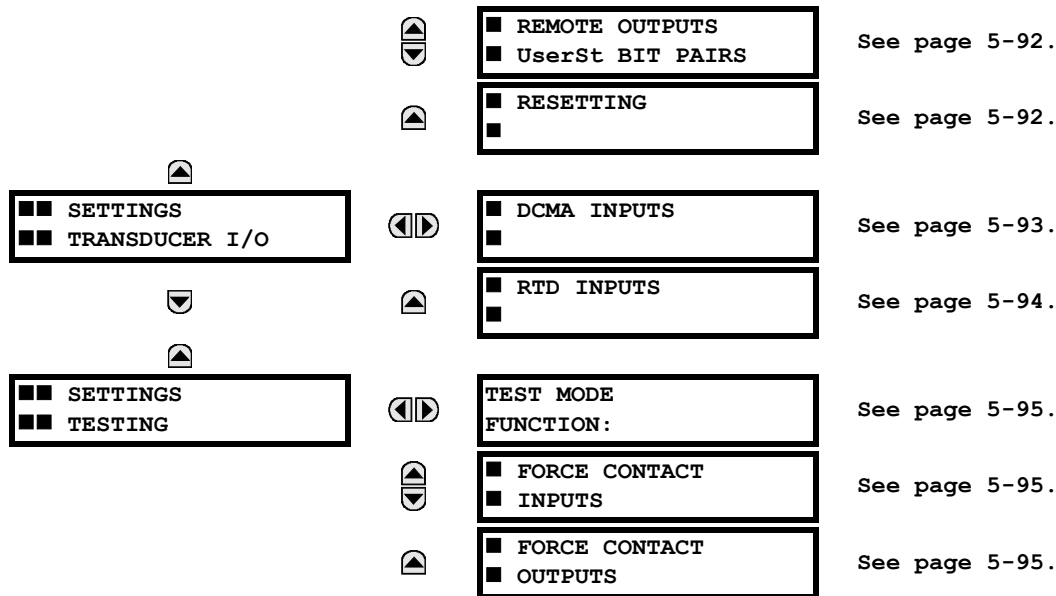 ■ REMOTE OUTPUTS
■ UserSt BIT PAIRS
See page 5-92.
■ RESETTING
■
See page 5-92.
■■ SETTINGS
■■ TRANSDUCER I/O
■ DCMA INPUTS
■
See page 5-93.
■ RTD INPUTS
■
See page 5-94.
■■ SETTINGS
■■ TESTING
TEST MODE
FUNCTION:
See page 5-95.
■ FORCE CONTACT
■ INPUTS
See page 5-95.
■ FORCE CONTACT
■ OUTPUTS
See page 5-95.